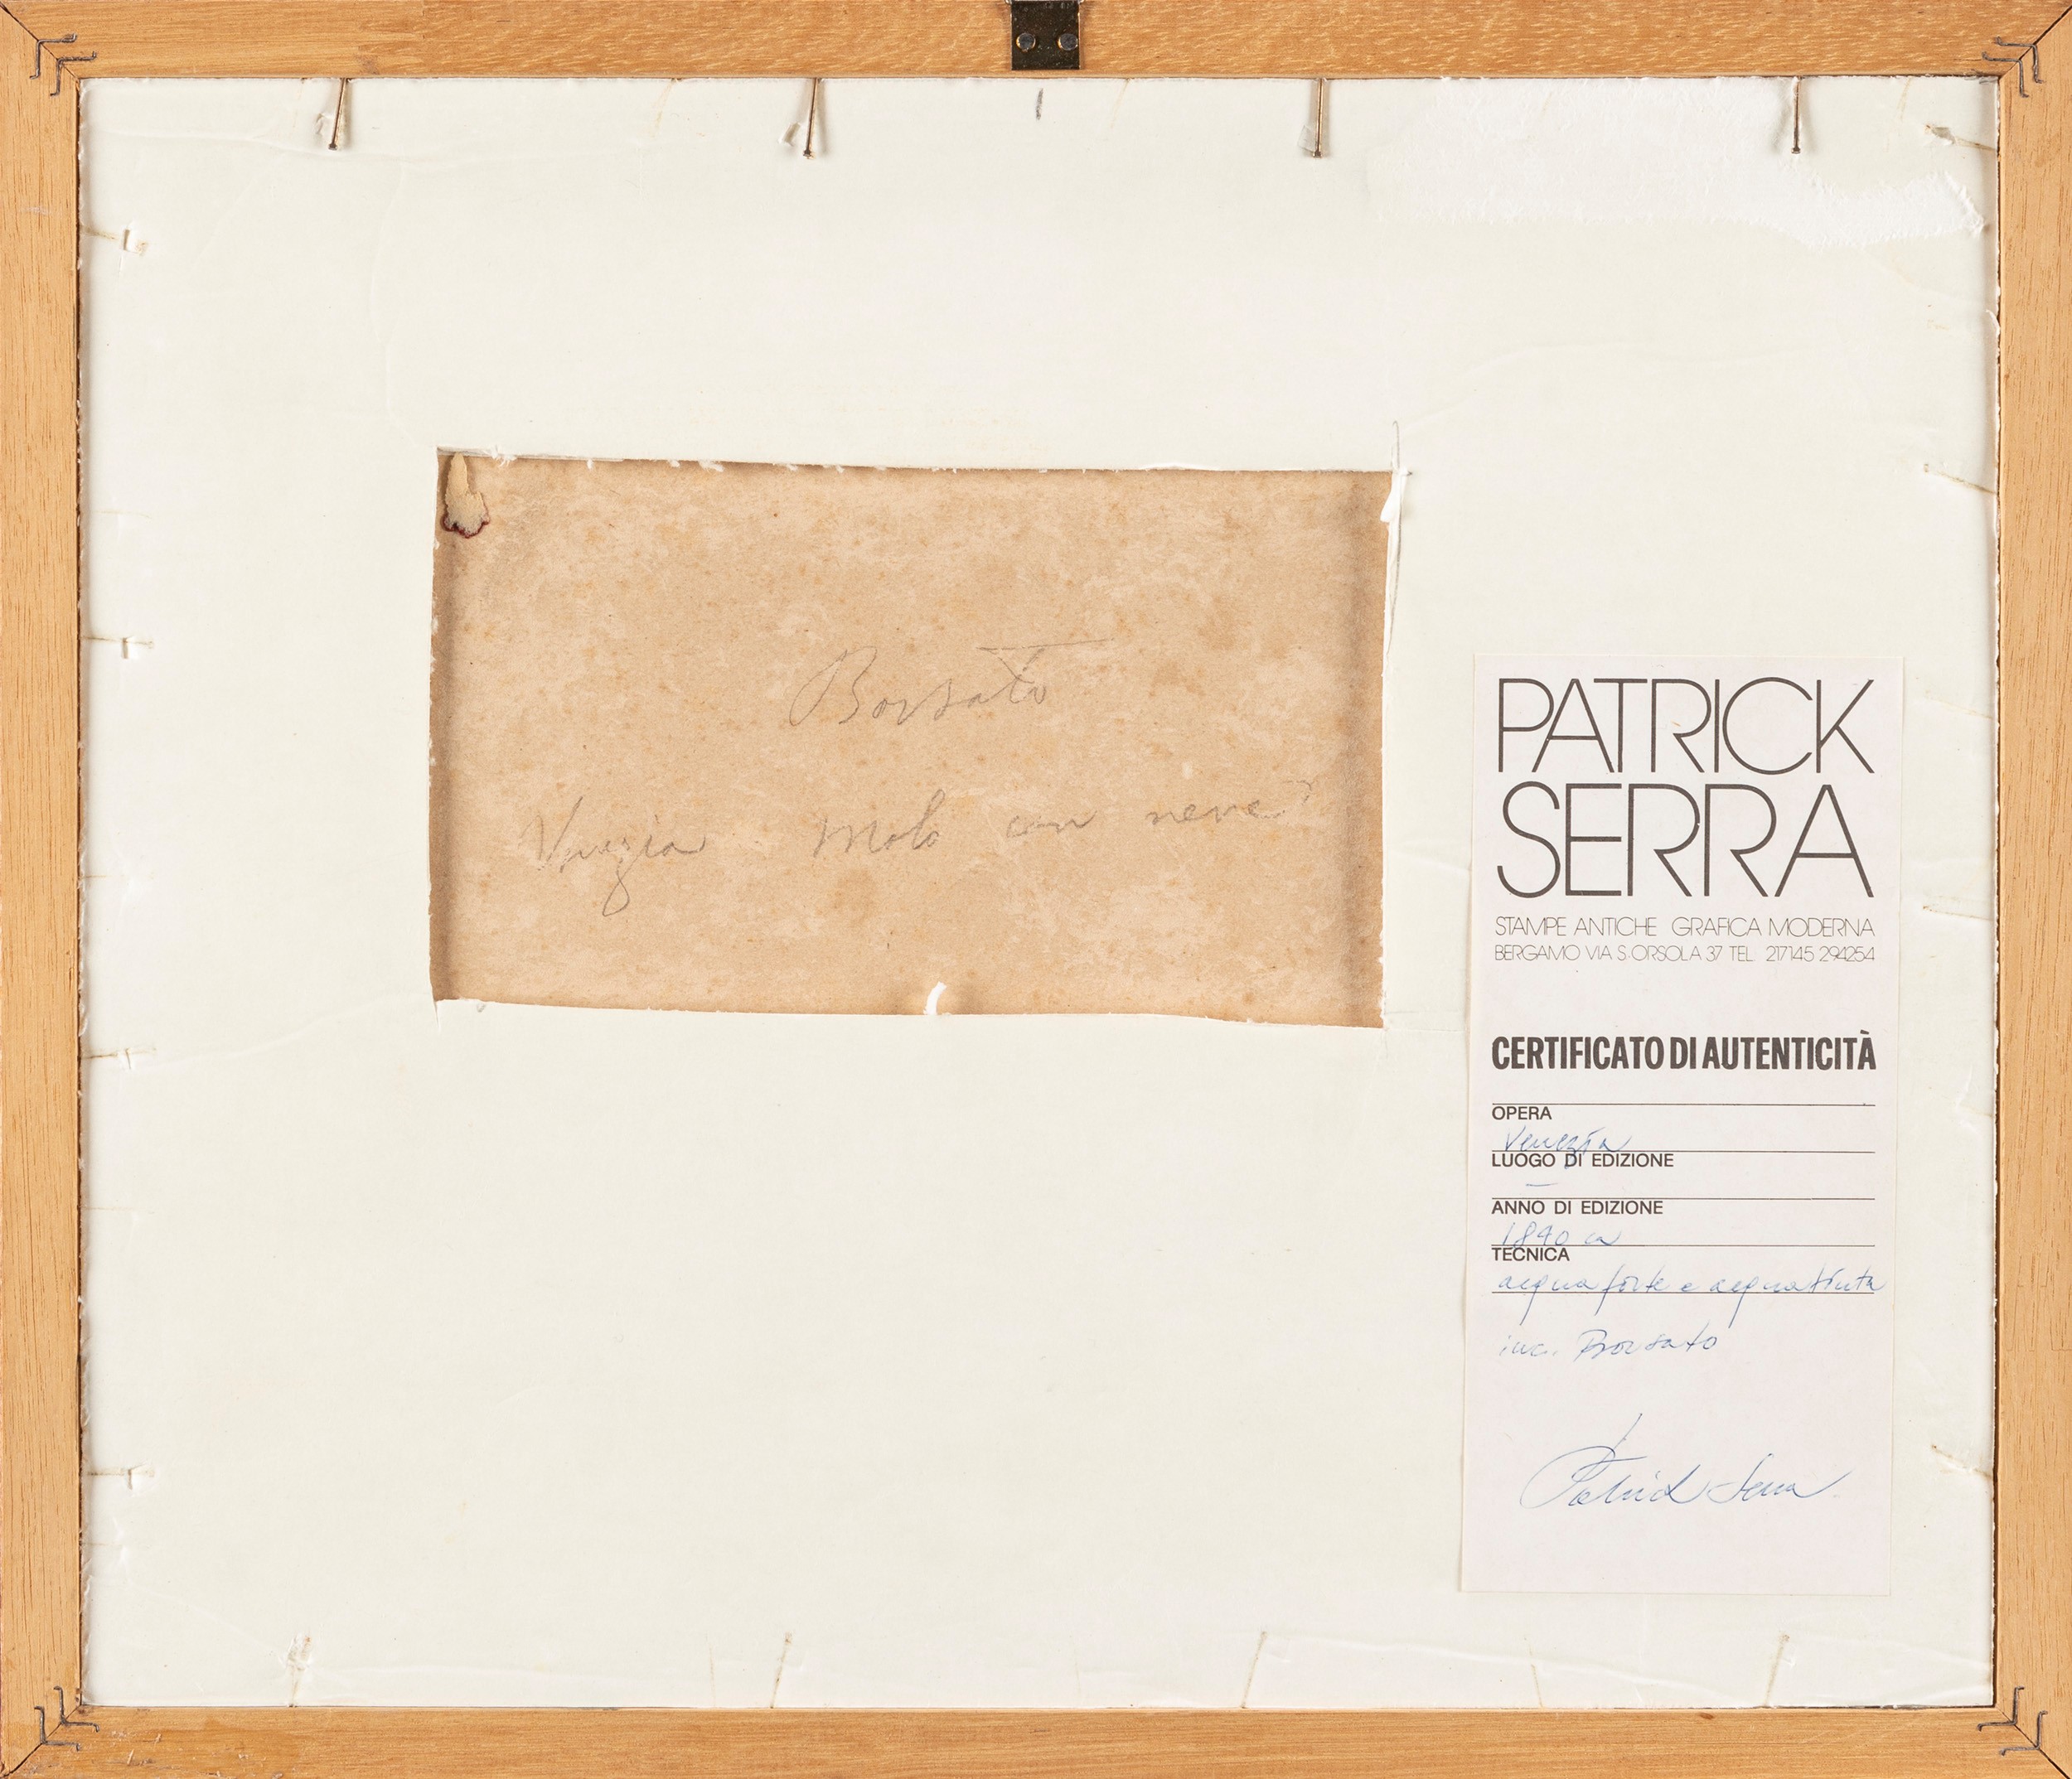 Borsato
Venezia Molo con neve
PATRICK
SERRA
STAMPE ANTICHE GRAFICA MODERNA
BERGAMO VIA S. ORSOLA 37 TEL. 217145 294254
CERTIFICATO DI AUTENTICITÀ
OPERA
Venezia
LUOGO DI EDIZIONE
—
ANNO DI EDIZIONE
1840 ca
TECNICA
acquaforte e acquatinta
inc. Borsato
Patrick Serra